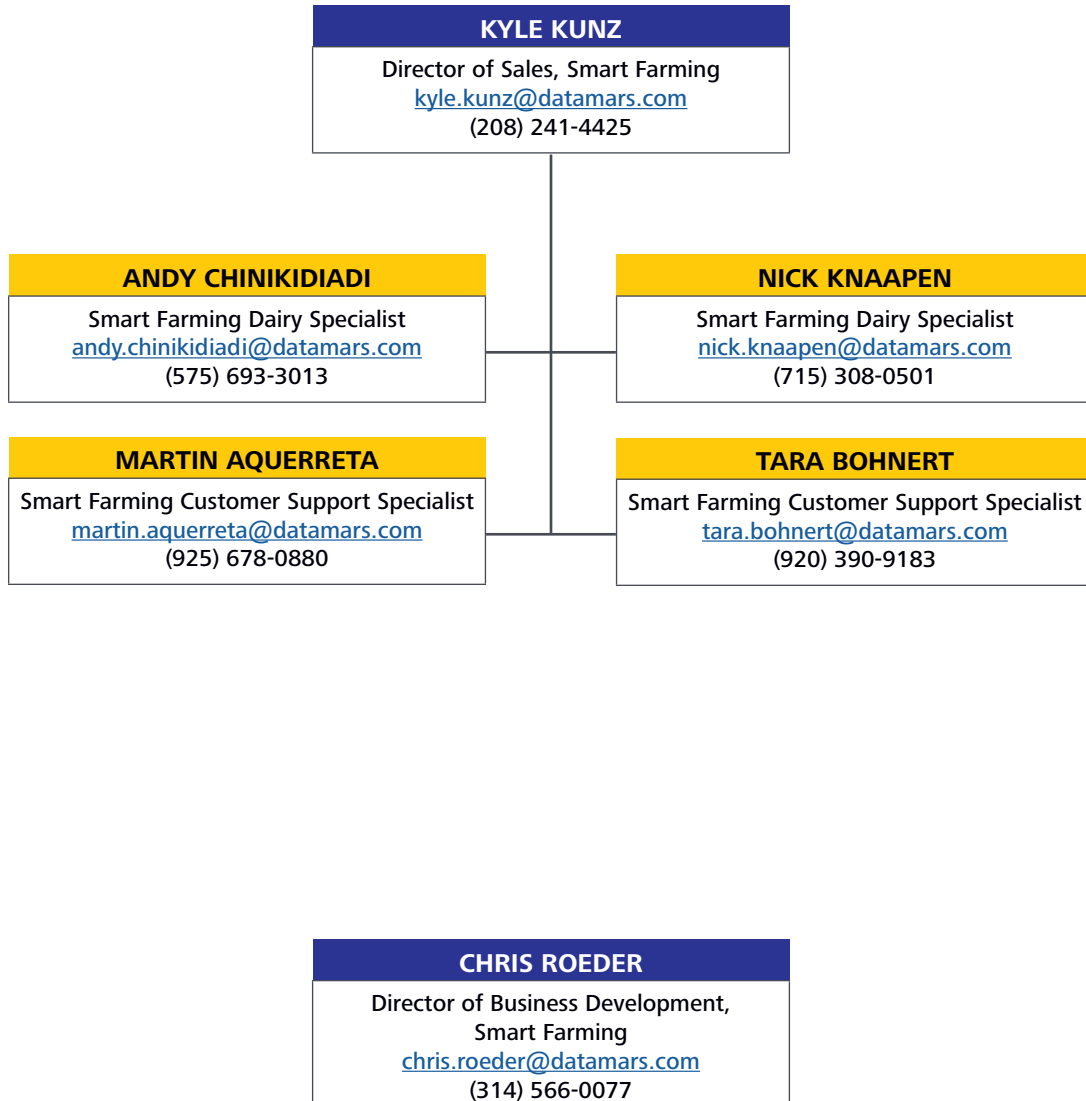 KYLE KUNZ
Director of Sales, Smart Farming
kyle.kunz@datamars.com
(208) 241-4425
ANDY CHINIKIDIADI
Smart Farming Dairy Specialist
andy.chinikidiadi@datamars.com
(575) 693-3013
NICK KNAAPEN
Smart Farming Dairy Specialist
nick.knaapen@datamars.com
(715) 308-0501
MARTIN AQUERRETA
Smart Farming Customer Support Specialist
martin.aquerreta@datamars.com
(925) 678-0880
TARA BOHNERT
Smart Farming Customer Support Specialist
tara.bohnert@datamars.com
(920) 390-9183
CHRIS ROEDER
Director of Business Development,
Smart Farming
chris.roeder@datamars.com
(314) 566-0077